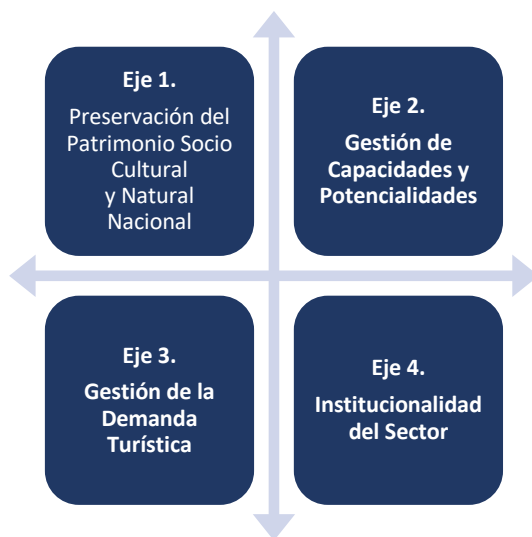 Eje 1.
Preservación del
Patrimonio Socio
Cultural
y Natural
Nacional
Eje 2.
Gestión de
Capacidades y
Potencialidades
Eje 3.
Gestión de la
Demanda
Turística
Eje 4.
Institucionalidad
del Sector